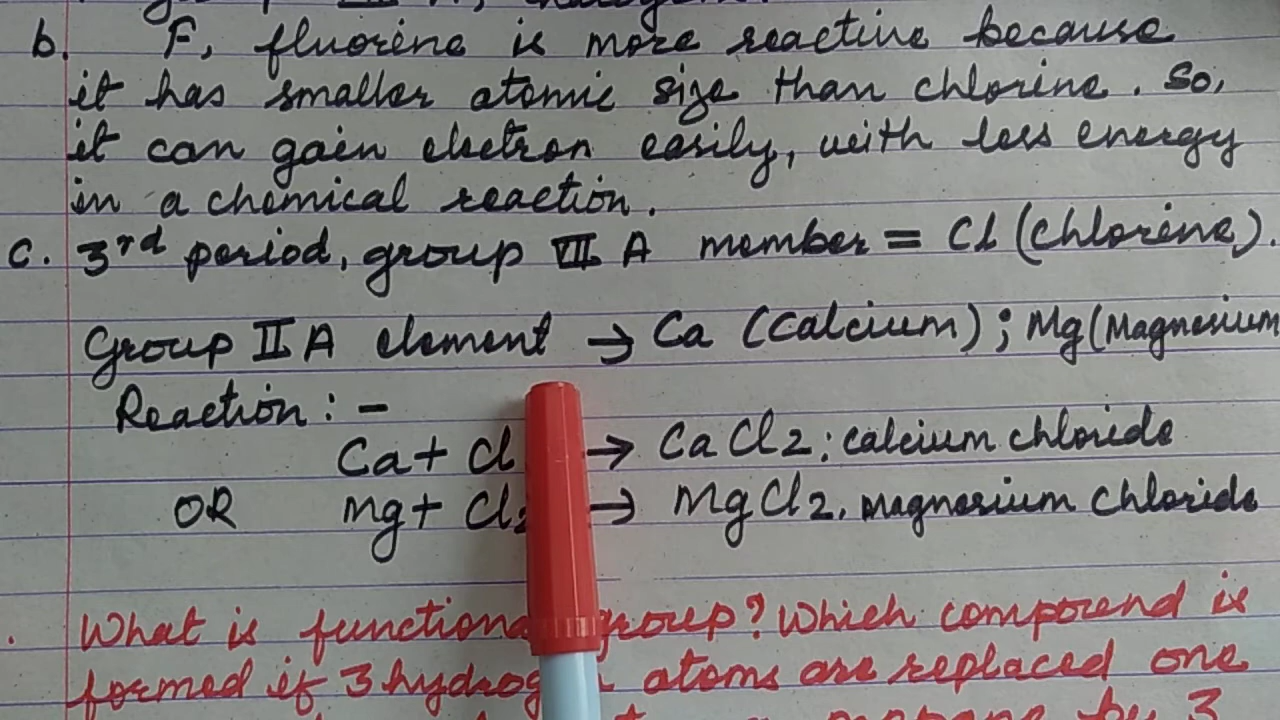 b. F, fluorine is more reactive because
it has smaller atomic size than chlorine. So,
it can gain electron easily, with less energy
in a chemical reaction.
c. 3rd period, group VII A member = Cl (Chlorine).
Group II A element → Ca (Calcium) ; Mg (Magnesium
Reaction : -
Ca + Cl → CaCl2 : calcium chloride
OR Mg + Cl2 → MgCl2. magnesium Chloride
. What is group? Which compound is
formed if 3 atoms are replaced one
by 3